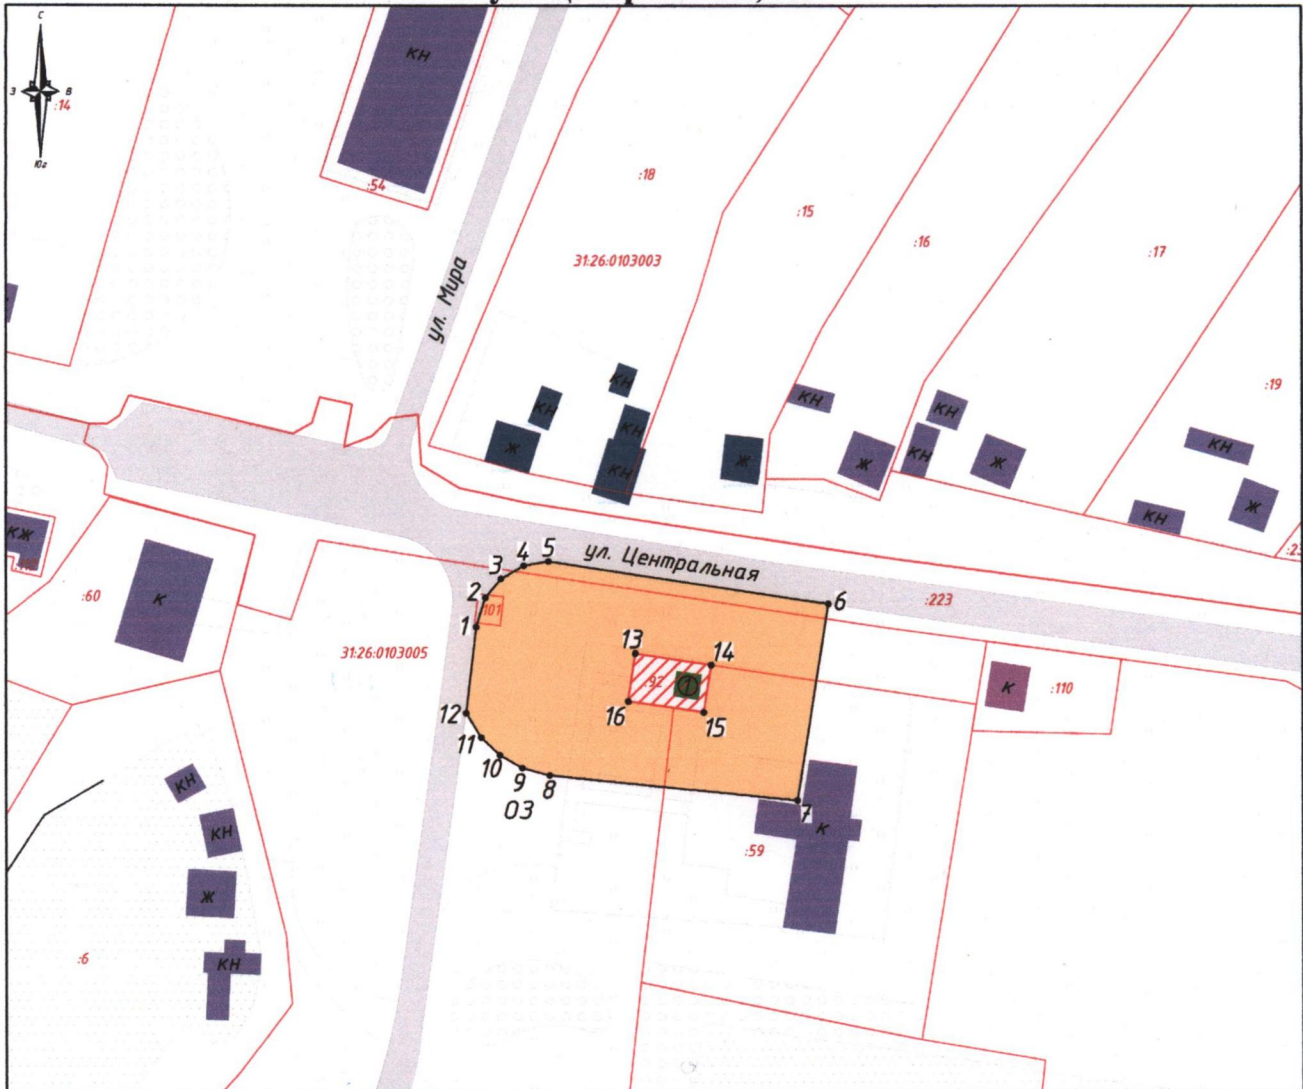 С
З В
Юг
:14
КН
:54
:18
:15
:16
:17
31:26:0103003
ул. Мира
:19
КН
КН
КН
КН
Ж
КН
Ж
КН
Ж
КН
КН
Ж
КН
КН
Ж
КЖ
К
:60
31:26:0103005
ул. Центральная
:223
1
2
3
4
5
6
7
8
9
10
11
12
13
14
15
16
101
:92
1
ОЗ
К
:110
К
:59
КН
КН
Ж
КН
:6